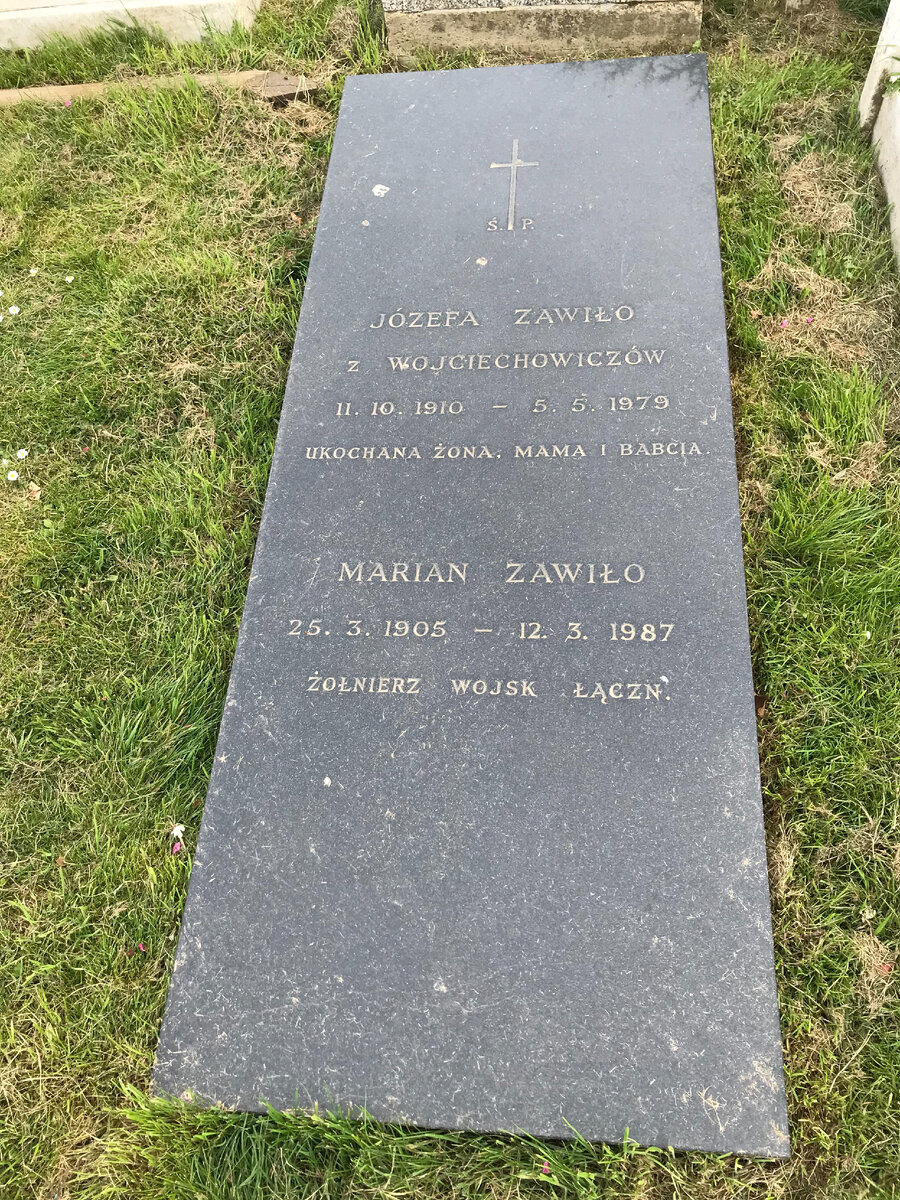 Ś. P.
JÓZEFA ZAWIŁO
Z WOJCIECHOWICZÓW
11. 10. 1910 – 5. 5. 1979
UKOCHANA ŻONA, MAMA I BABCIA.
MARIAN ZAWIŁO
25. 3. 1905 – 12. 3. 1987
ŻOŁNIERZ WOJSK ŁĄCZN.